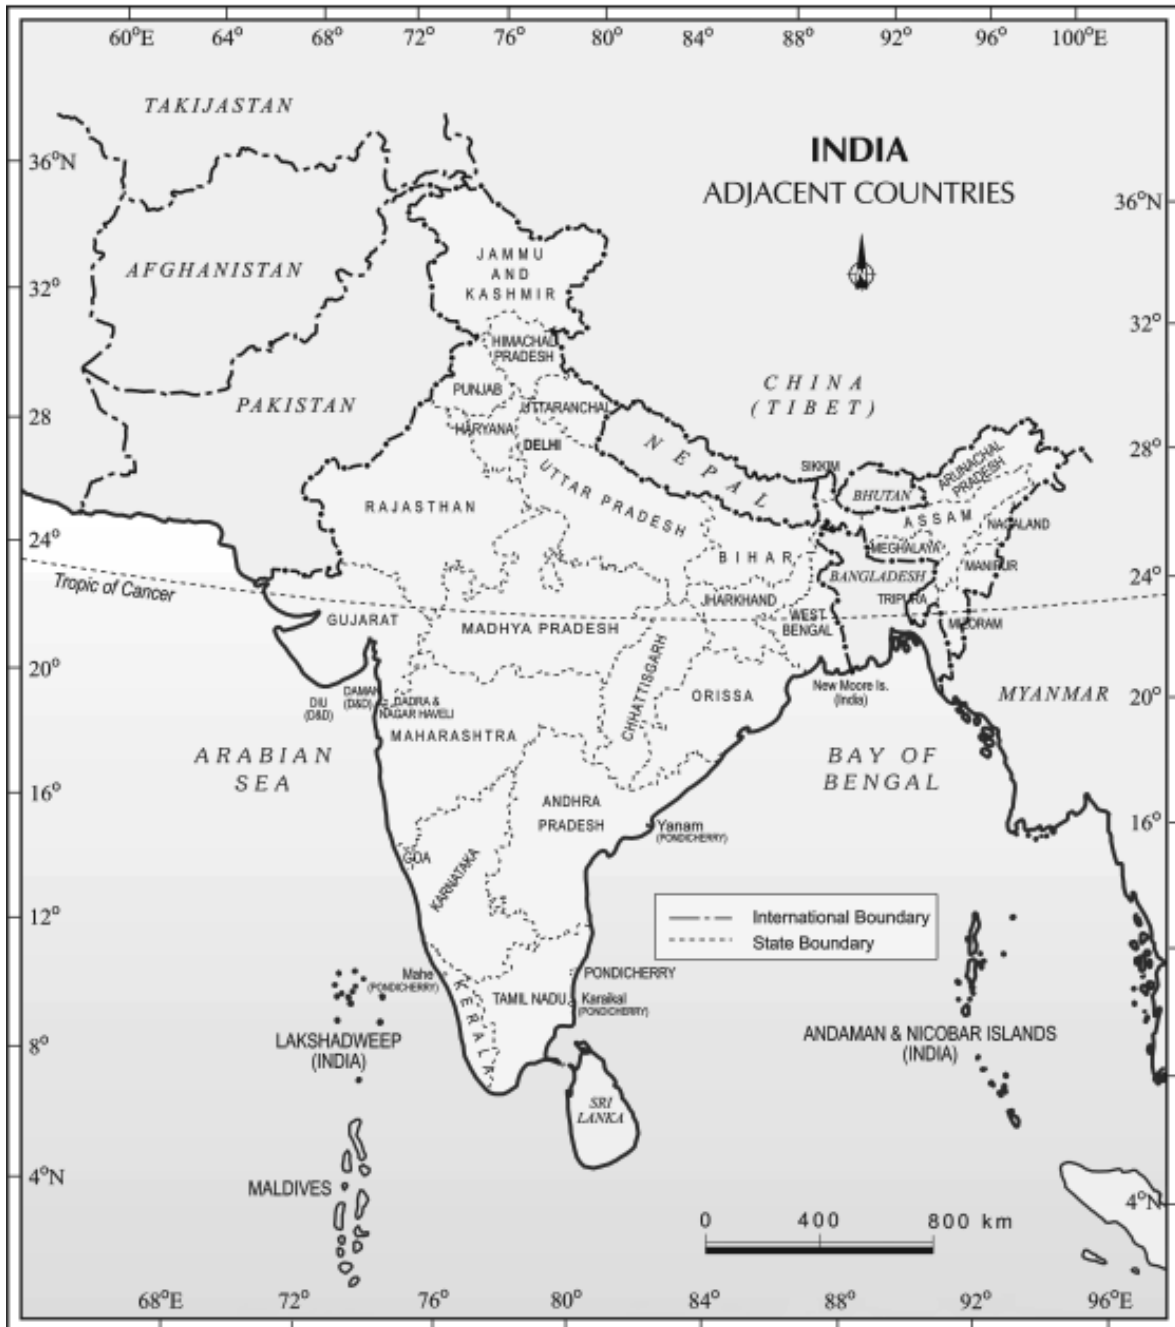 60°E 64° 68° 72° 76° 80° 84° 88° 92° 96° 100°E
TAKIJASTAN
INDIA
ADJACENT COUNTRIES
36°N
36°N
N
JAMMU
AND
KASHMIR
AFGHANISTAN
32°
32°
HIMACHAL
PRADESH
CHINA
(TIBET)
PUNJAB
PAKISTAN
UTTARANCHAL
28°
28°
HARYANA
DELHI
NEPAL
SIKKIM
ARUNACHAL
PRADESH
BHUTAN
RAJASTHAN
UTTAR PRADESH
ASSAM
NAGALAND
24°
24°
BIHAR
MEGHALAYA
MANIPUR
BANGLADESH
Tropic of Cancer
JHARKHAND
TRIPURA
GUJARAT
MADHYA PRADESH
WEST
BENGAL
MIZORAM
20°
20°
CHHATTISGARH
ORISSA
New Moore Is.
(India)
MYANMAR
DIU
(D&D)
DAMAN
(D&D)
DADRA &
NAGAR HAVELI
MAHARASHTRA
ARABIAN
SEA
BAY OF
BENGAL
16°
16°
ANDHRA
PRADESH
Yanam
(PONDICHERRY)
GOA
KARNATAKA
12°
International Boundary
State Boundary
Mahe
(PONDICHERRY)
PONDICHERRY
KERALA
TAMIL NADU
Karaikal
(PONDICHERRY)
LAKSHADWEEP
(INDIA)
ANDAMAN & NICOBAR ISLANDS
(INDIA)
8°
SRI
LANKA
4°N
4°N
MALDIVES
0 400 800 km
68°E 72° 76° 80° 84° 88° 92° 96°E